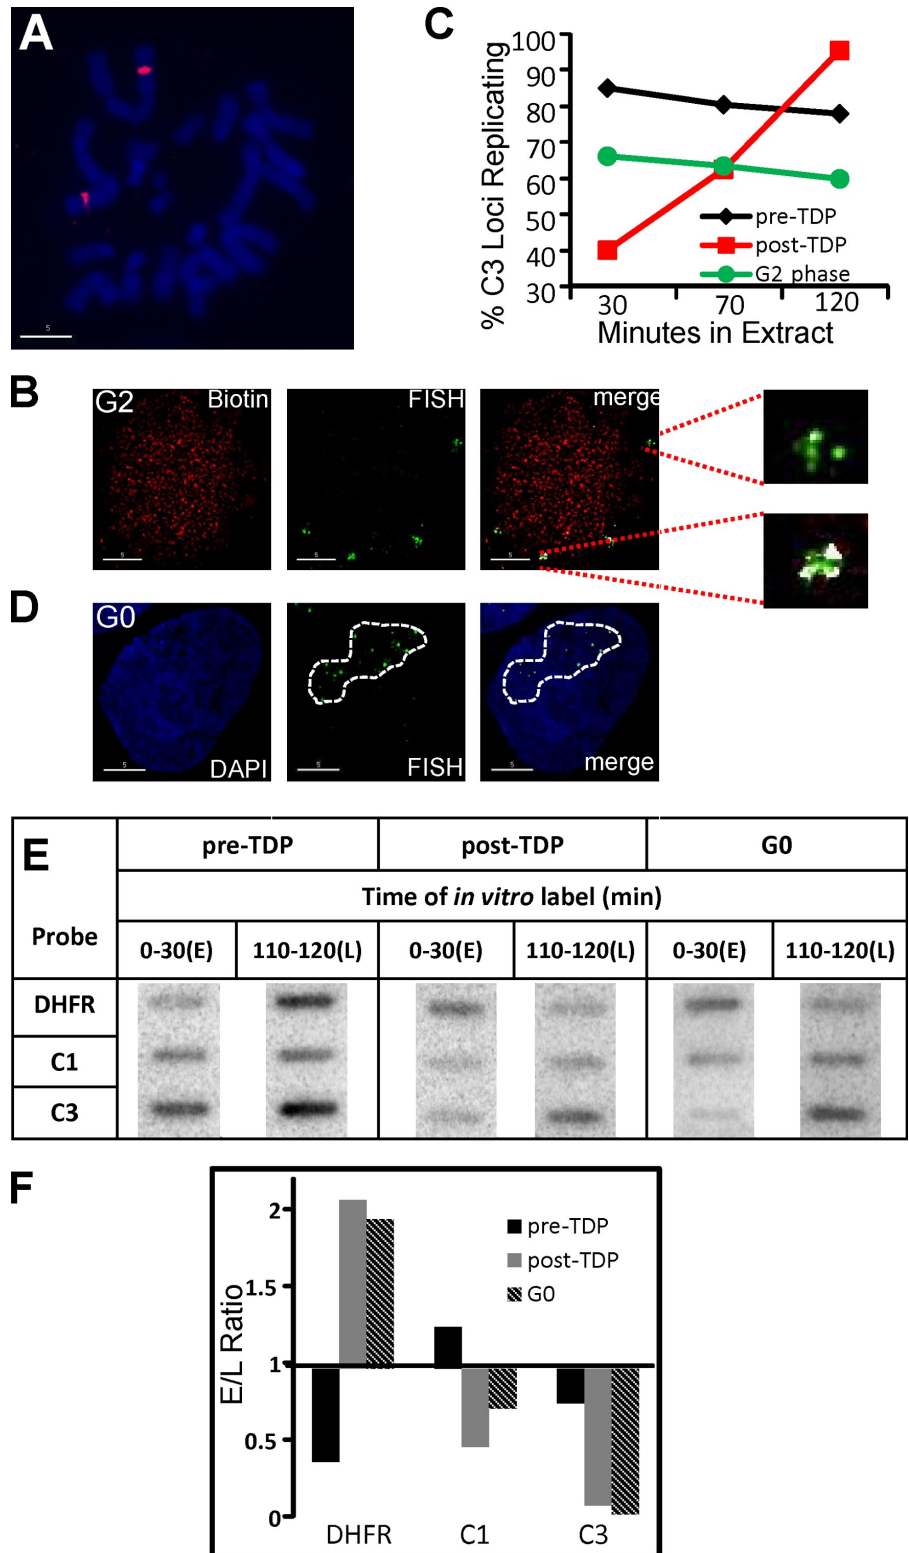 A
5
C
% C3 Loci Replicating
100
90
80
70
60
50
40
30
pre-TDP
post-TDP
G2 phase
30 70 120
Minutes in Extract
B
G2 Biotin
5
FISH
5
merge
5
D
G0
5
DAPI
5
FISH
5
merge
E
pre-TDP post-TDP G0
Time of in vitro label (min)
Probe
0-30(E) 110-120(L) 0-30(E) 110-120(L) 0-30(E) 110-120(L)
DHFR
C1
C3
F
E/L Ratio
2
1.5
1
0.5
0
pre-TDP
post-TDP
G0
DHFR C1 C3